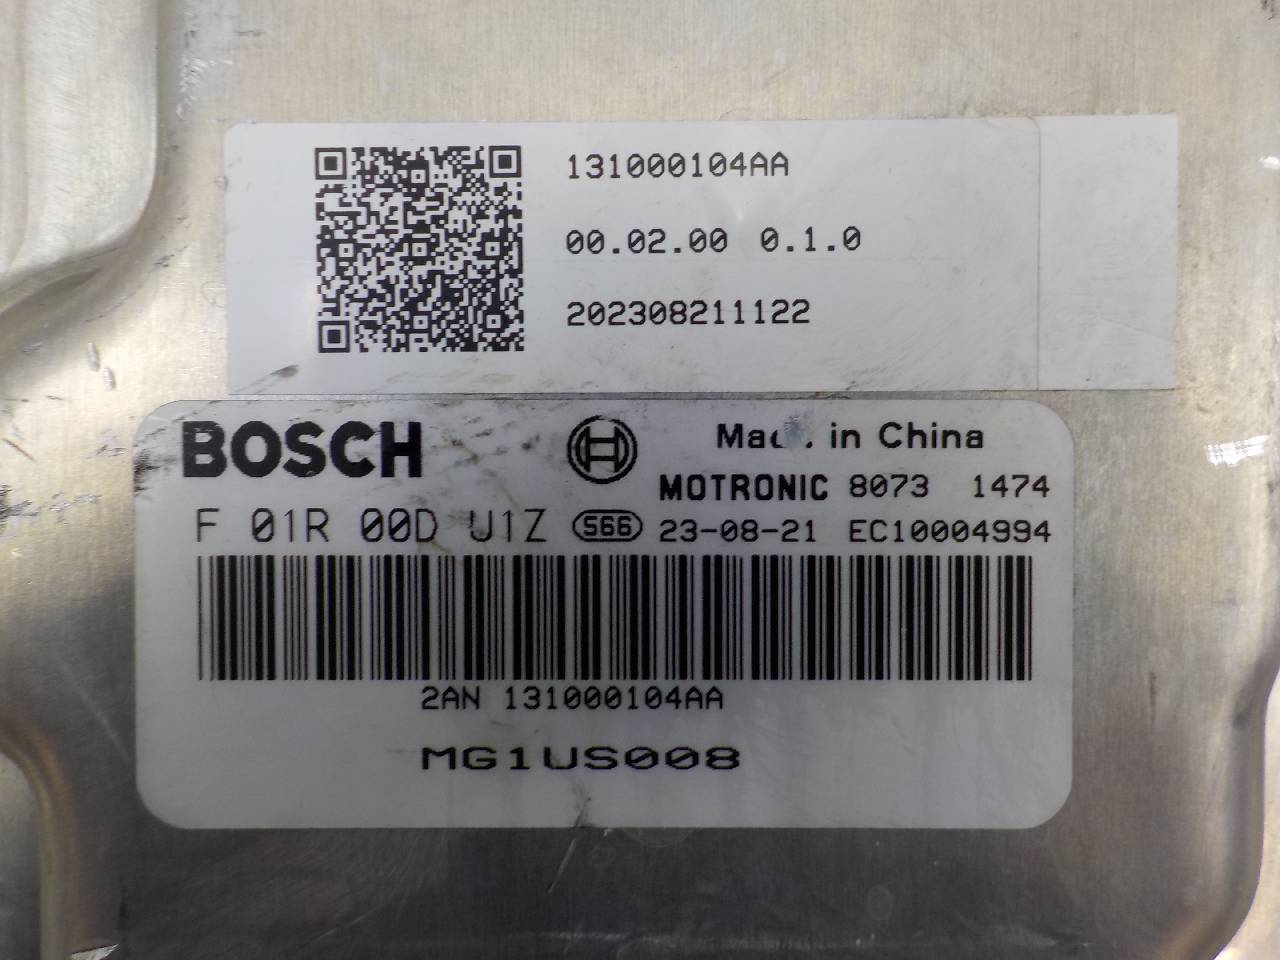 131000104AA
00.02.00 0.1.0
202308211122
BOSCH
in China
MOTRONIC 8073 1474
F 01R 00D U1Z S66 23-08-21 EC10004994
2AN 131000104AA
MG1US008